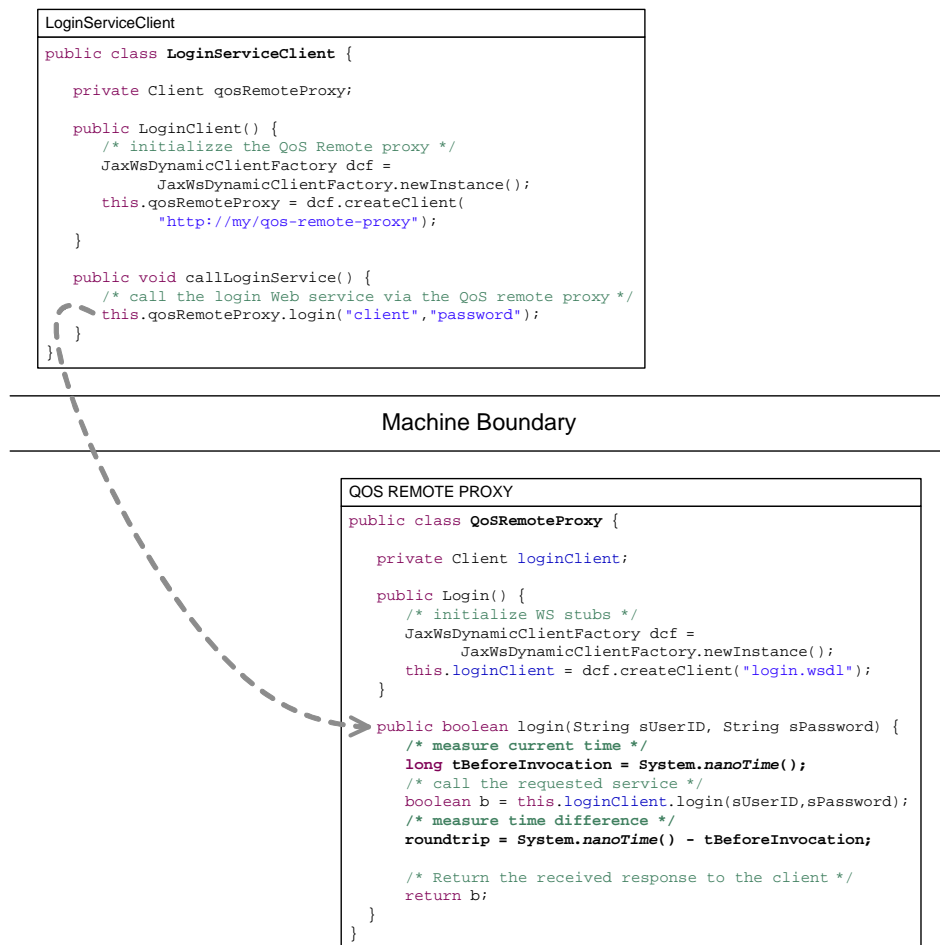 LoginServiceClient
public class LoginServiceClient {
private Client qosRemoteProxy;
public LoginClient() {
/* initializze the QoS Remote proxy */
JaxWsDynamicClientFactory dcf =
JaxWsDynamicClientFactory.newInstance();
this.qosRemoteProxy = dcf.createClient(
"http://my/qos-remote-proxy");
}
public void callLoginService() {
/* call the login Web service via the QoS remote proxy */
this.qosRemoteProxy.login("client","password");
}
}
Machine Boundary
QOS REMOTE PROXY
public class QoSRemoteProxy {
private Client loginClient;
public Login() {
/* initialize WS stubs */
JaxWsDynamicClientFactory dcf =
JaxWsDynamicClientFactory.newInstance();
this.loginClient = dcf.createClient("login.wsdl");
}
public boolean login(String sUserID, String sPassword) {
/* measure current time */
long tBeforeInvocation = System.nanoTime();
/* call the requested service */
boolean b = this.loginClient.login(sUserID,sPassword);
/* measure time difference */
roundtrip = System.nanoTime() - tBeforeInvocation;
/* Return the received response to the client */
return b;
}
}